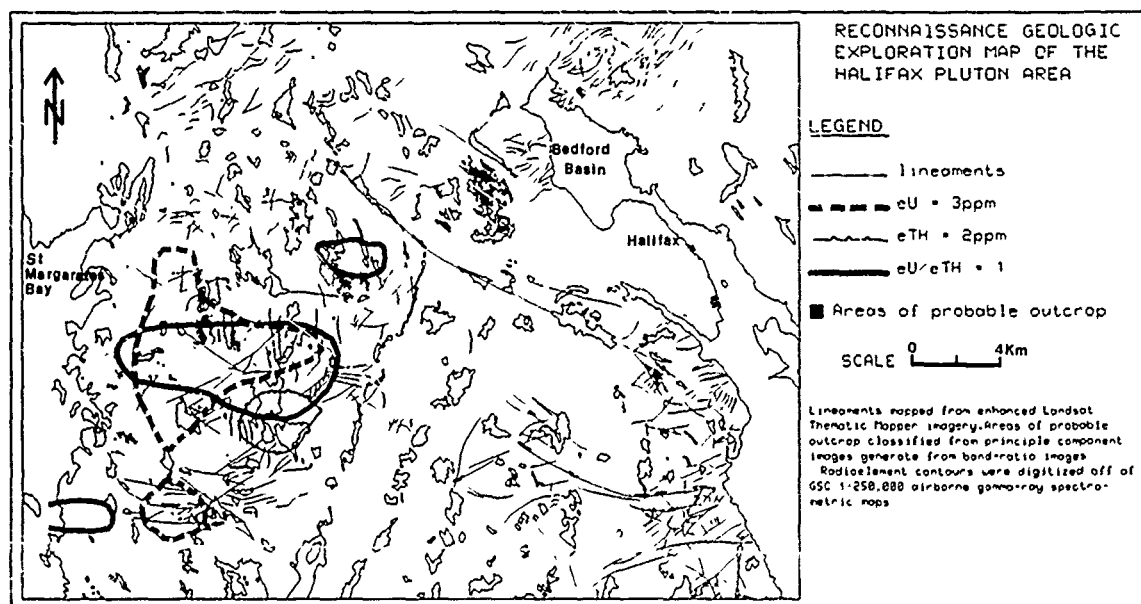 RECONNAISSANCE GEOLOGIC
EXPLORATION MAP OF THE
HALIFAX PLUTON AREA
LEGEND
lineaments
eU = 3ppm
eTH = 2ppm
eU/eTH = 1
Areas of probable outcrop
SCALE 0 4Km
Lineaments mapped from enhanced Landsat
Thematic Mapper imagery.Areas of probable
outcrop classified from principle component
images generate from band-ratio images
Radioelement contours were digitized off of
GSC 1:250,000 airborne gamma-ray spectro-
metric maps
N
Bedford
Basin
Halifax
St
Margarets
Bay